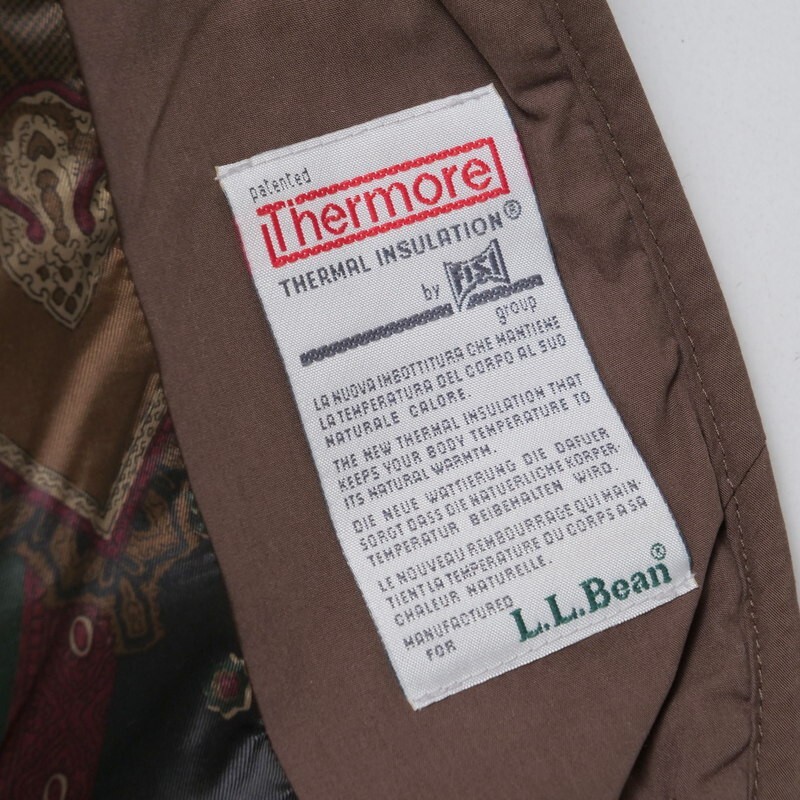 patented
Thermore
THERMAL INSULATION®
by FISI
group
LA NUOVA IMBOTTITURA CHE MANTIENE
LA TEMPERATURA DEL CORPO AL SUO
NATURALE CALORE.
THE NEW THERMAL INSULATION THAT
KEEPS YOUR BODY TEMPERATURE TO
ITS NATURAL WARMTH.
DIE NEUE WATTIERUNG DIE DAFUER
SORGT DASS DIE NATUERLICHE KORPER-
TEMPERATUR BEIBEHALTEN WIRD.
LE NOUVEAU REMBOURRAGE QUI MAIN-
TIENT LA TEMPERATURE DU CORPS A SA
CHALEUR NATURELLE.
MANUFACTURED
FOR
L.L.Bean®